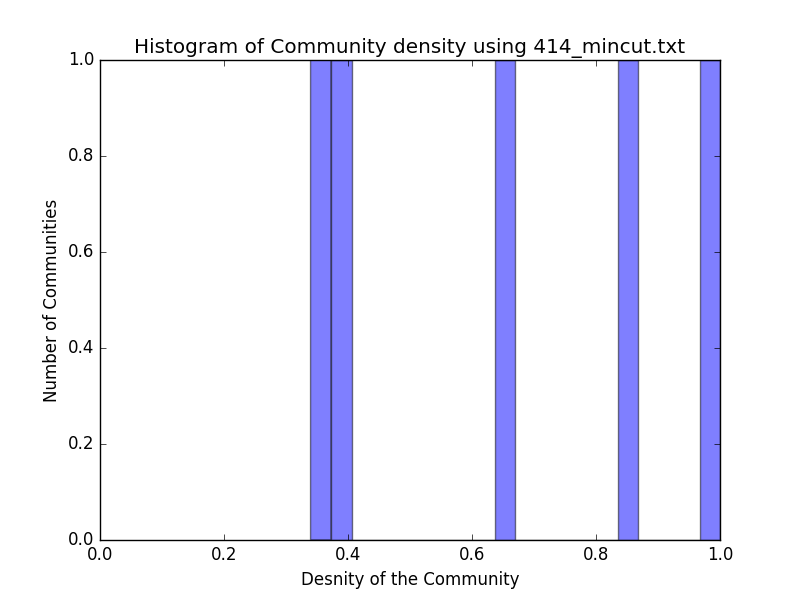 Histogram of Community density using 414_mincut.txt
1.0
0.8
0.6
0.4
0.2
0.0
Number of Communities
0.0 0.2 0.4 0.6 0.8 1.0
Desnity of the Community